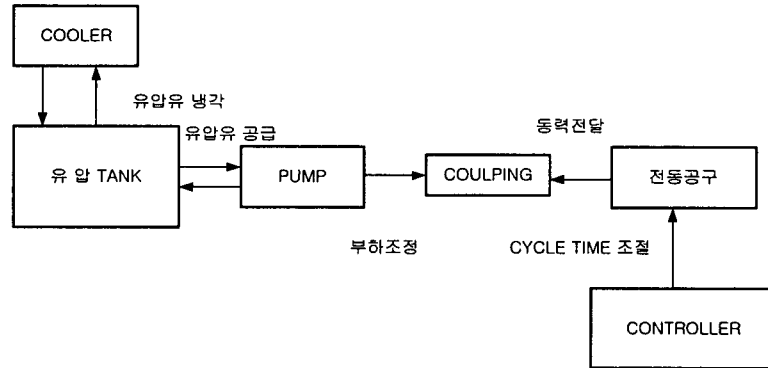 COOLER
유압유 냉각
유압유 공급
동력전달
유 압 TANK
PUMP
COULPING
전동공구
부하조정
CYCLE TIME 조절
CONTROLLER